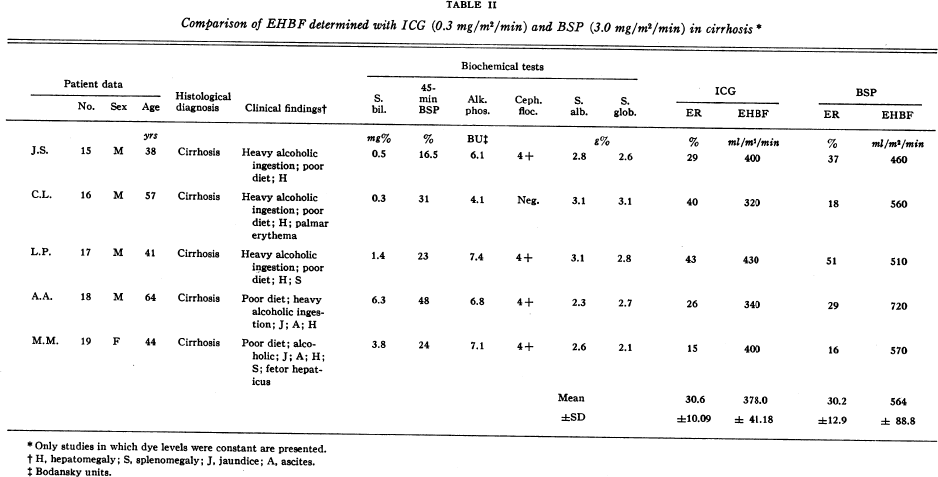 TABLE II
Comparison of EHBF determined with ICG (0.3 mg/m²/min) and BSP (3.0 mg/m²/min) in cirrhosis *
Biochemical tests
Patient data ICG BSP
No. Sex Age Histological diagnosis Clinical findings† S. bil. 45-min BSP Alk. phos. Ceph. floc. S. alb. S. glob. ER EHBF ER EHBF
yrs mg% % BU‡ g% % ml/m²/min % ml/m²/min
J.S. 15 M 38 Cirrhosis Heavy alcoholic 0.5 16.5 6.1 4+ 2.8 2.6 29 400 37 460
ingestion; poor
diet; H
C.L. 16 M 57 Cirrhosis Heavy alcoholic 0.3 31 4.1 Neg. 3.1 3.1 40 320 18 560
ingestion; poor
diet; H; palmar
erythema
L.P. 17 M 41 Cirrhosis Heavy alcoholic 1.4 23 7.4 4+ 3.1 2.8 43 430 51 510
ingestion; poor
diet; H; S
A.A. 18 M 64 Cirrhosis Poor diet; heavy 6.3 48 6.8 4+ 2.3 2.7 26 340 29 720
alcoholic inges-
tion; J; A; H
M.M. 19 F 44 Cirrhosis Poor diet; alco- 3.8 24 7.1 4+ 2.6 2.1 15 400 16 570
holic; J; A; H;
S; fetor hepat-
icus
Mean 30.6 378.0 30.2 564
±SD ±10.09 ± 41.18 ±12.9 ± 88.8
* Only studies in which dye levels were constant are presented.
† H, hepatomegaly; S, splenomegaly; J, jaundice; A, ascites.
‡ Bodansky units.